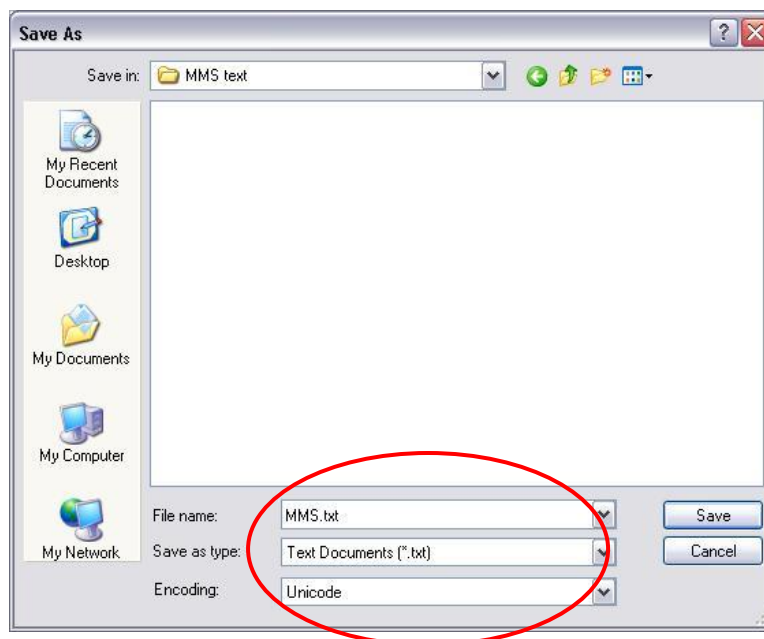 Save As
Save in: MMS text
My Recent
Documents
Desktop
My Documents
My Computer
My Network
File name: MMS.txt
Save
Save as type: Text Documents (*.txt)
Cancel
Encoding: Unicode